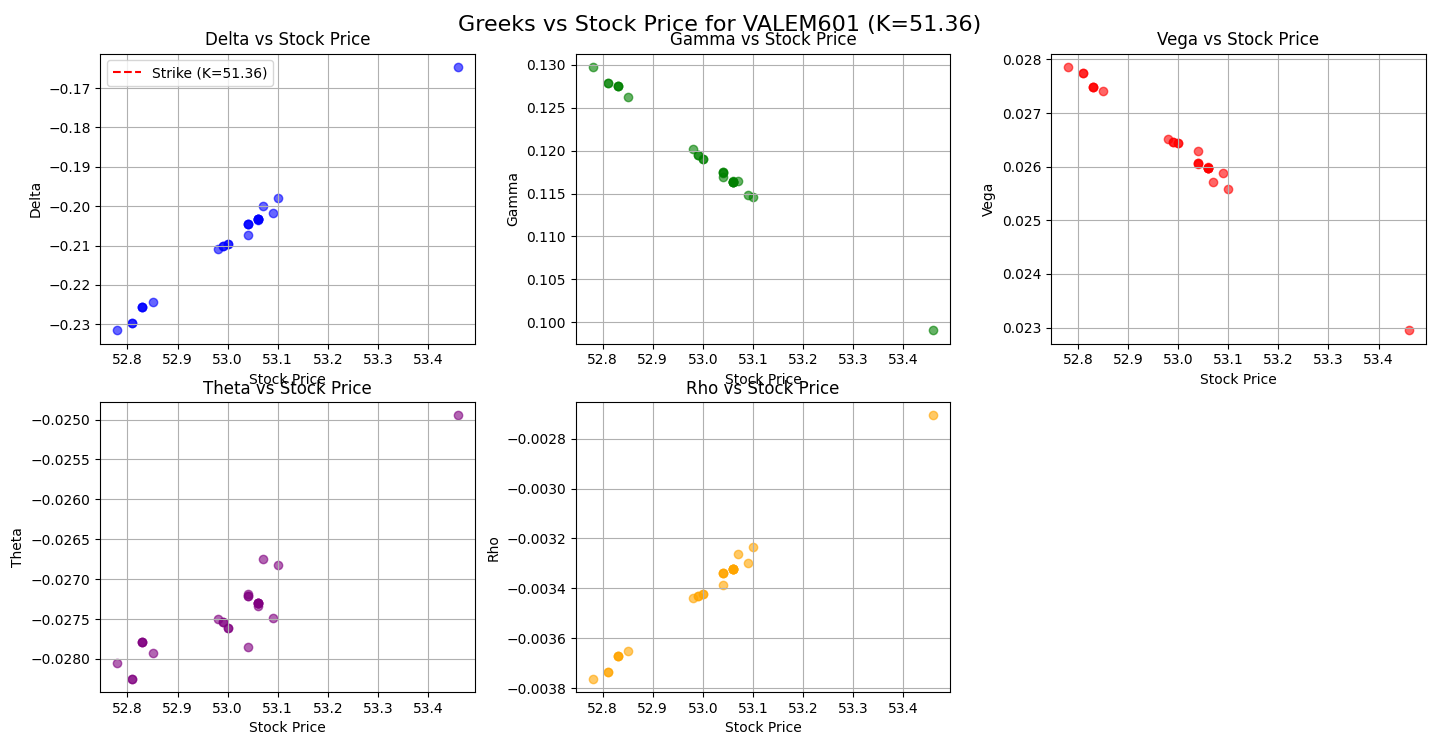 Greeks vs Stock Price for VALEM601 (K=51.36)
Delta vs Stock Price
Strike (K=51.36)
Delta
−0.17
−0.18
−0.19
−0.20
−0.21
−0.22
−0.23
52.8 52.9 53.0 53.1 53.2 53.3 53.4
Stock Price
Gamma vs Stock Price
Gamma
0.130
0.125
0.120
0.115
0.110
0.105
0.100
52.8 52.9 53.0 53.1 53.2 53.3 53.4
Stock Price
Vega vs Stock Price
Vega
0.028
0.027
0.026
0.025
0.024
0.023
52.8 52.9 53.0 53.1 53.2 53.3 53.4
Stock Price
Theta vs Stock Price
Theta
−0.0250
−0.0255
−0.0260
−0.0265
−0.0270
−0.0275
−0.0280
52.8 52.9 53.0 53.1 53.2 53.3 53.4
Stock Price
Rho vs Stock Price
Rho
−0.0028
−0.0030
−0.0032
−0.0034
−0.0036
−0.0038
52.8 52.9 53.0 53.1 53.2 53.3 53.4
Stock Price